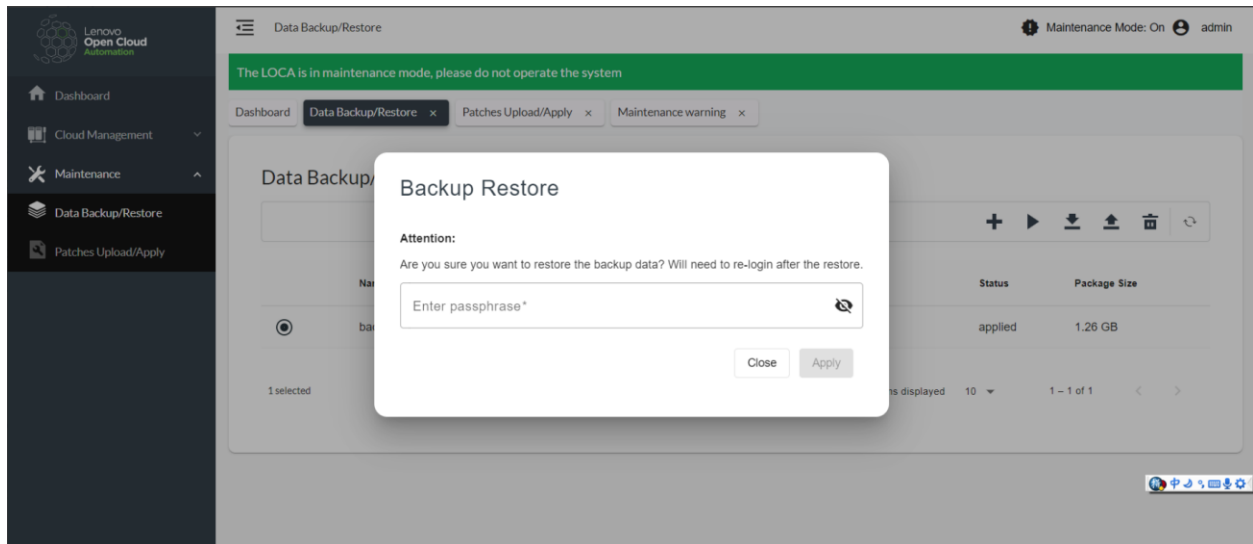 Lenovo
Open Cloud
Automation
Data Backup/Restore
Maintenance Mode: On
admin
The LOCA is in maintenance mode, please do not operate the system
Dashboard
Cloud Management
Maintenance
Data Backup/Restore
Patches Upload/Apply
Dashboard
Data Backup/Restore ×
Patches Upload/Apply ×
Maintenance warning ×
Data Backup/
Backup Restore
Attention:
Are you sure you want to restore the backup data? Will need to re-login after the restore.
Enter passphrase*
Close
Apply
Status
Package Size
applied
1.26 GB
1 selected
displayed
10
1 – 1 of 1
中